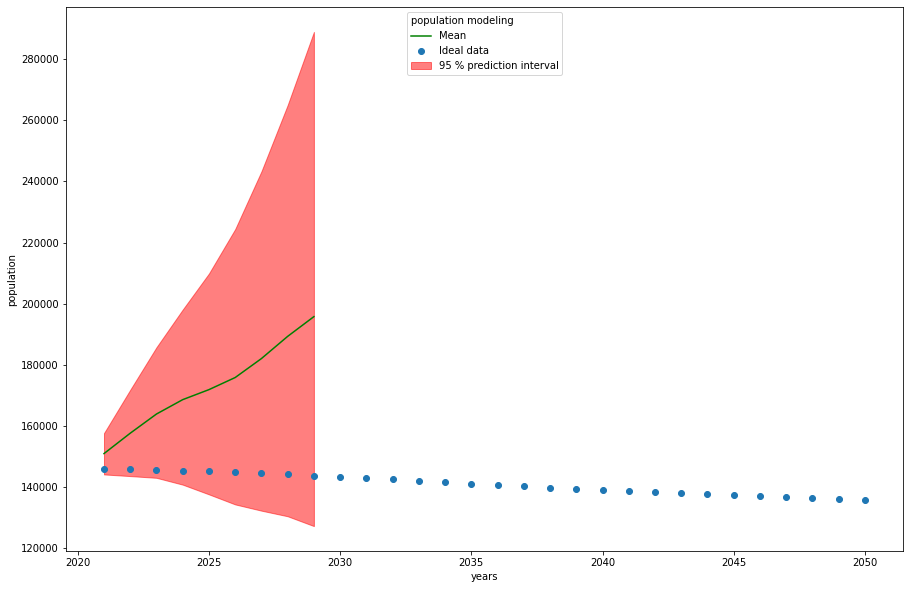 population modeling
Mean
Ideal data
95 % prediction interval
280000
260000
240000
220000
200000
180000
160000
140000
120000
population
2020
2025
2030
2035
2040
2045
2050
years